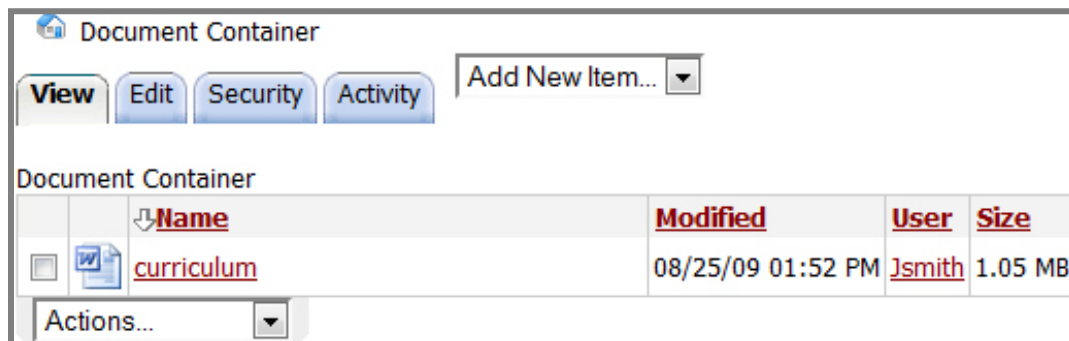 Document Container
View Edit Security Activity Add New Item...
Document Container
Name Modified User Size
curriculum 08/25/09 01:52 PM Jsmith 1.05 MB
Actions...